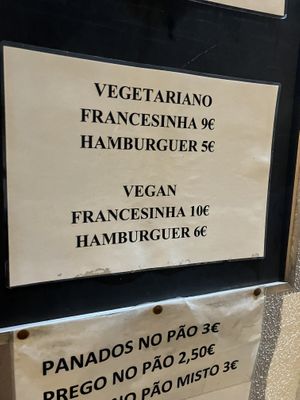 VEGETARIANO
FRANCESINHA 9€
HAMBURGUER 5€
VEGAN
FRANCESINHA 10€
HAMBURGUER 6€
PANADOS NO PÃO 3€
PREGO NO PÃO 2,50€
NO PÃO MISTO 3€